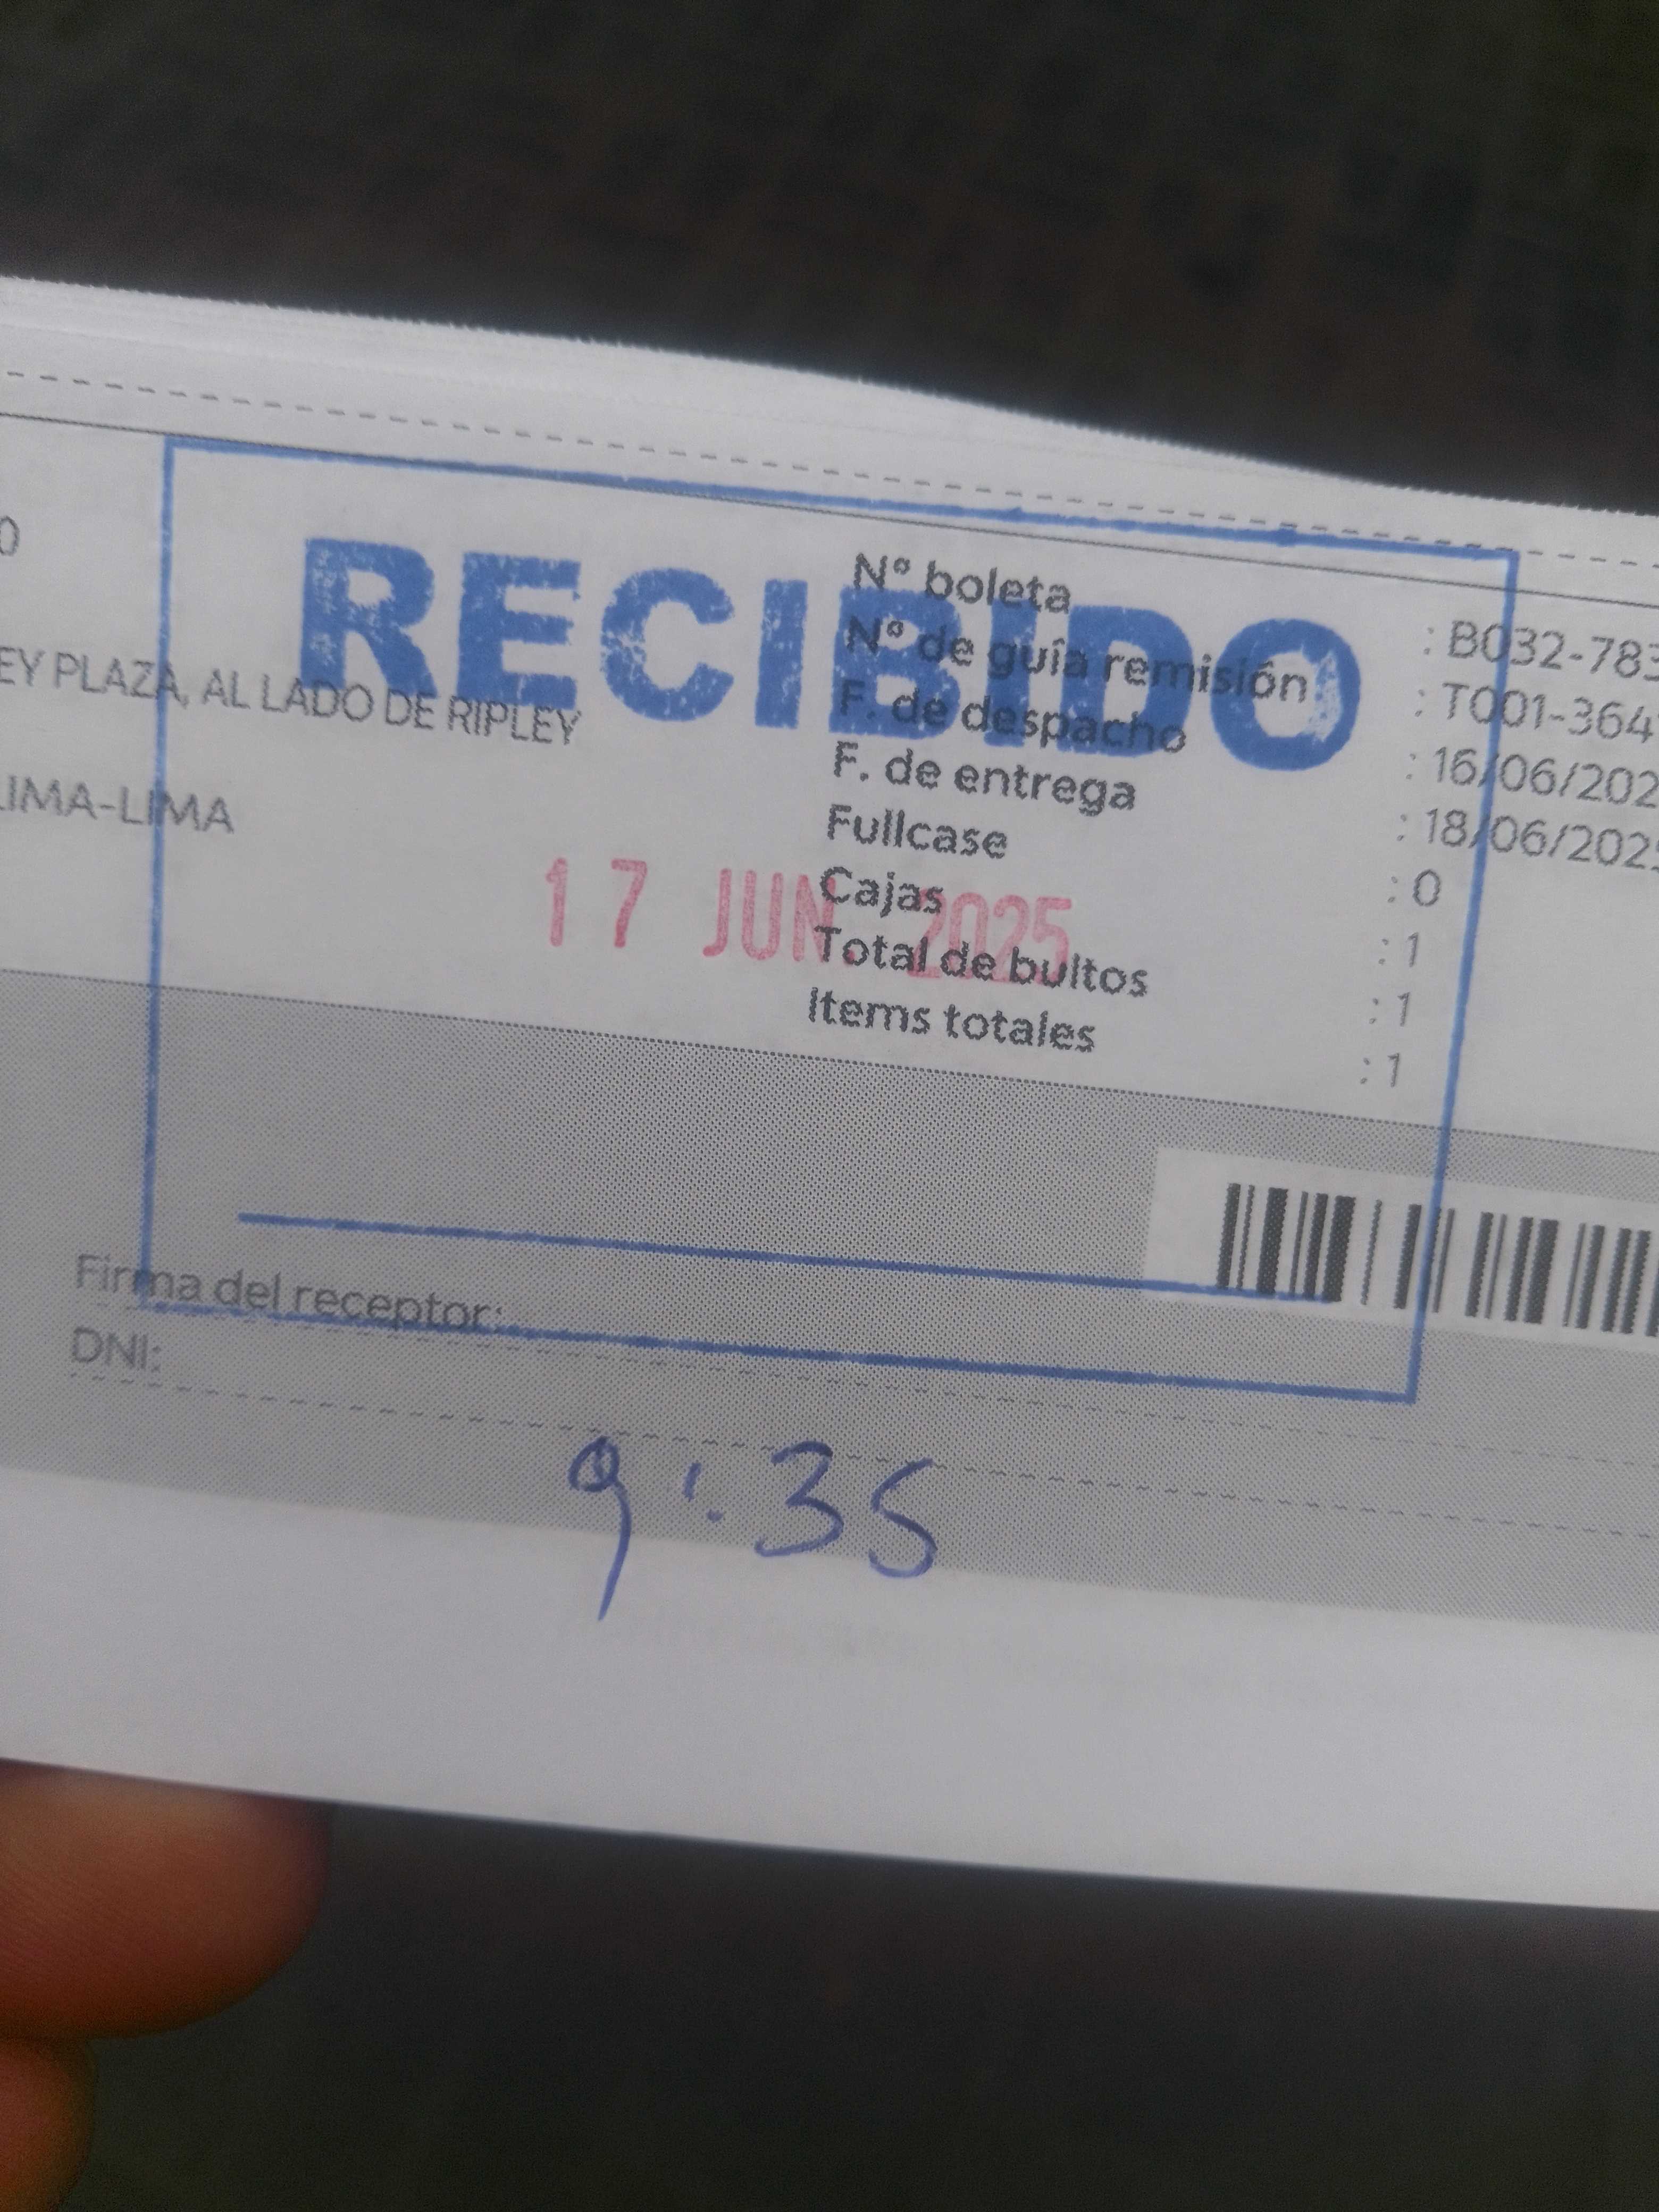 0
EY PLAZA, AL LADO DE RIPLEY
LIMA-LIMA
RECIBIDO
17 JUN. 2025
N° boleta : B032-783
N° de guía remisión : T001-364
F. de despacho : 16/06/202
F. de entrega : 18/06/2025
Fullcase : 0
Cajas : 1
Total de bultos : 1
Items totales : 1
Firma del receptor:
DNI:
9:35